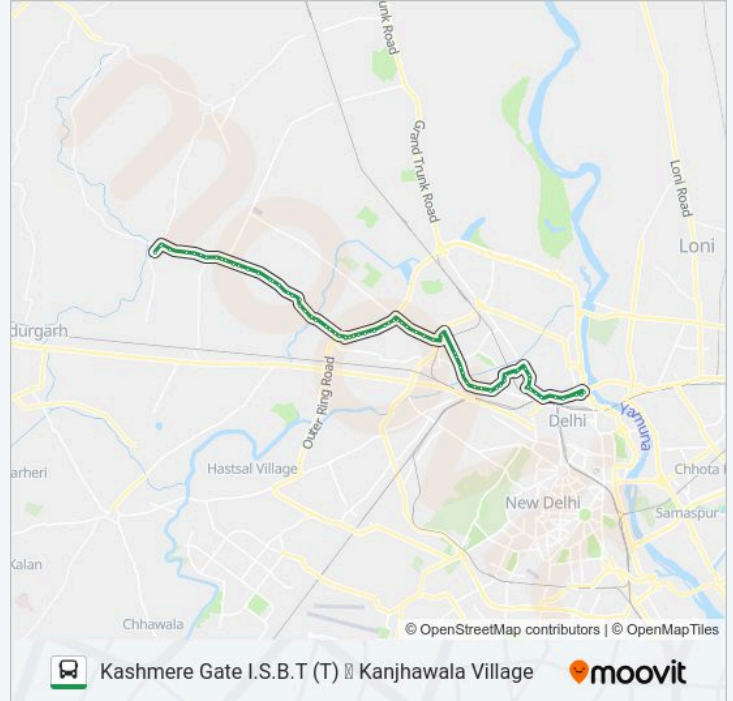 unk Road
Grand Trunk Road
Loni Road
Loni
durgarh
Outer Ring Road
Delhi
Yamuna
Hastsal Village
Chhota
arheri
New Delhi
Samaspur
Kalan
Chhawala
© OpenStreetMap contributors | © OpenMapTiles
Kashmere Gate I.S.B.T (T) Kanjhawala Village
moovit